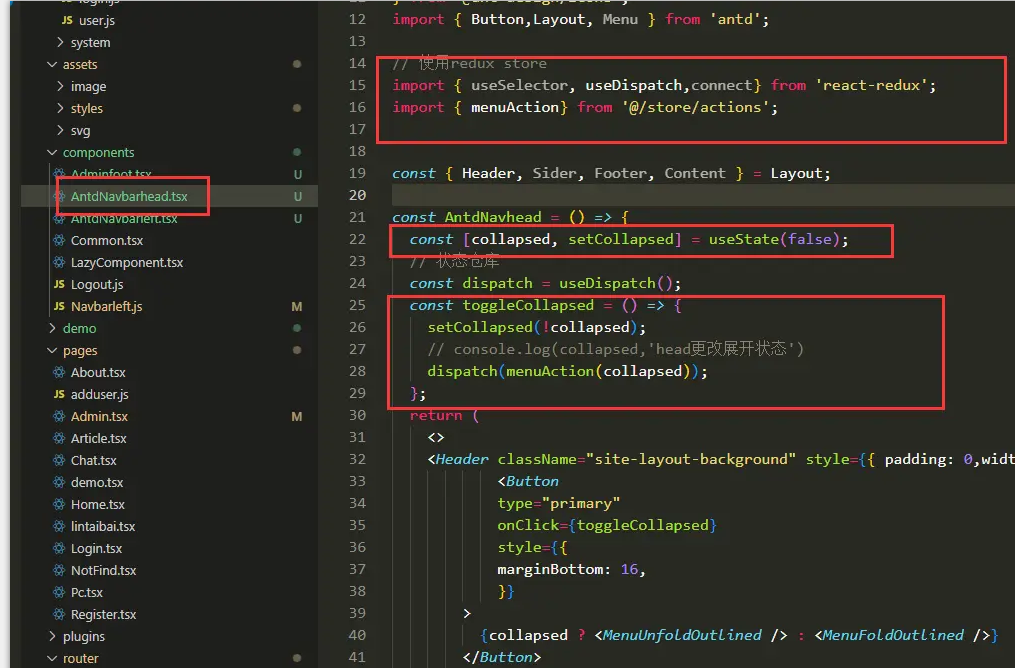 loginjs
JS user.js
system
assets
image
styles
svg
components
Adminfoot.tsx U
AntdNavbarhead.tsx U
AntdNavbarleft.tsx U
Common.tsx
LazyComponent.tsx
JS Logout.js
JS Navbarleft.js M
demo
pages
About.tsx
JS adduser.js
Admin.tsx M
Article.tsx
Chat.tsx
demo.tsx
Home.tsx
lintaibai.tsx
Login.tsx
NotFind.tsx
Pc.tsx
Register.tsx
plugins
router
12 import { Button,Layout, Menu } from 'antd';
13
14 // 使用redux store
15 import { useSelector, useDispatch,connect} from 'react-redux';
16 import { menuAction} from '@/store/actions';
17
18
19 const { Header, Sider, Footer, Content } = Layout;
20
21 const AntdNavhead = () => {
22 const [collapsed, setCollapsed] = useState(false);
23 // 状态仓库
24 const dispatch = useDispatch();
25 const toggleCollapsed = () => {
26 setCollapsed(!collapsed);
27 // console.log(collapsed,'head更改展开状态')
28 dispatch(menuAction(collapsed));
29 };
30 return (
31 <>
32 <Header className="site-layout-background" style={{ padding: 0,widt
33 <Button
34 type="primary"
35 onClick={toggleCollapsed}
36 style={{
37 marginBottom: 16,
38 }}
39 >
40 {collapsed ? <MenuUnfoldOutlined /> : <MenuFoldOutlined />}
41 </Button>